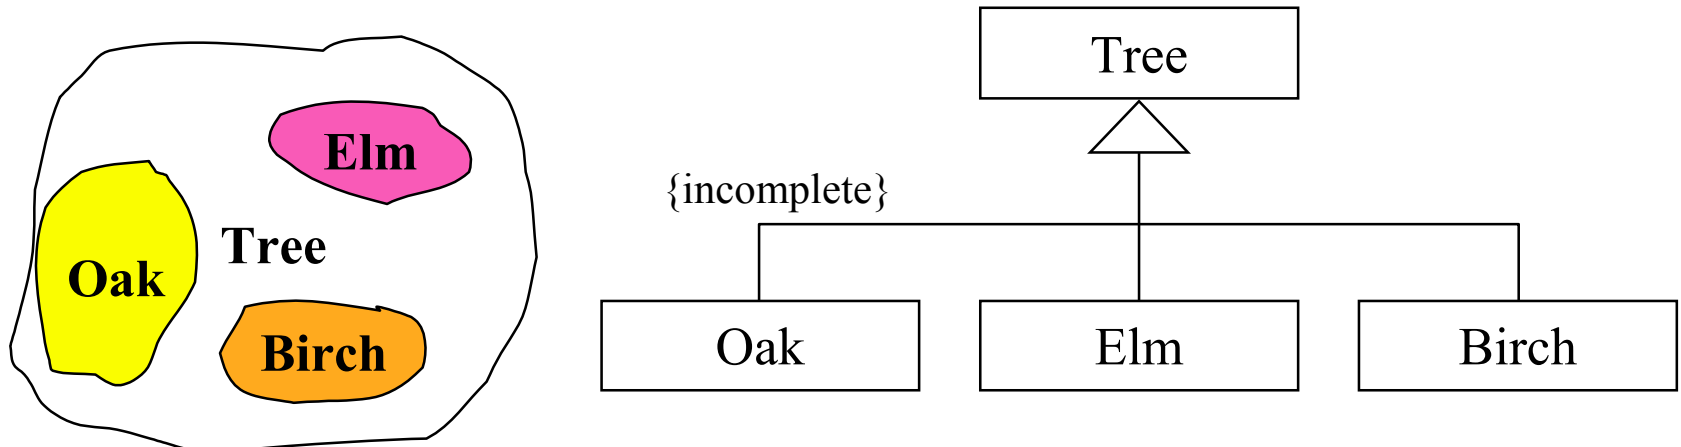 Elm
Tree
Oak
Birch
Tree
{incomplete}
Oak
Elm
Birch